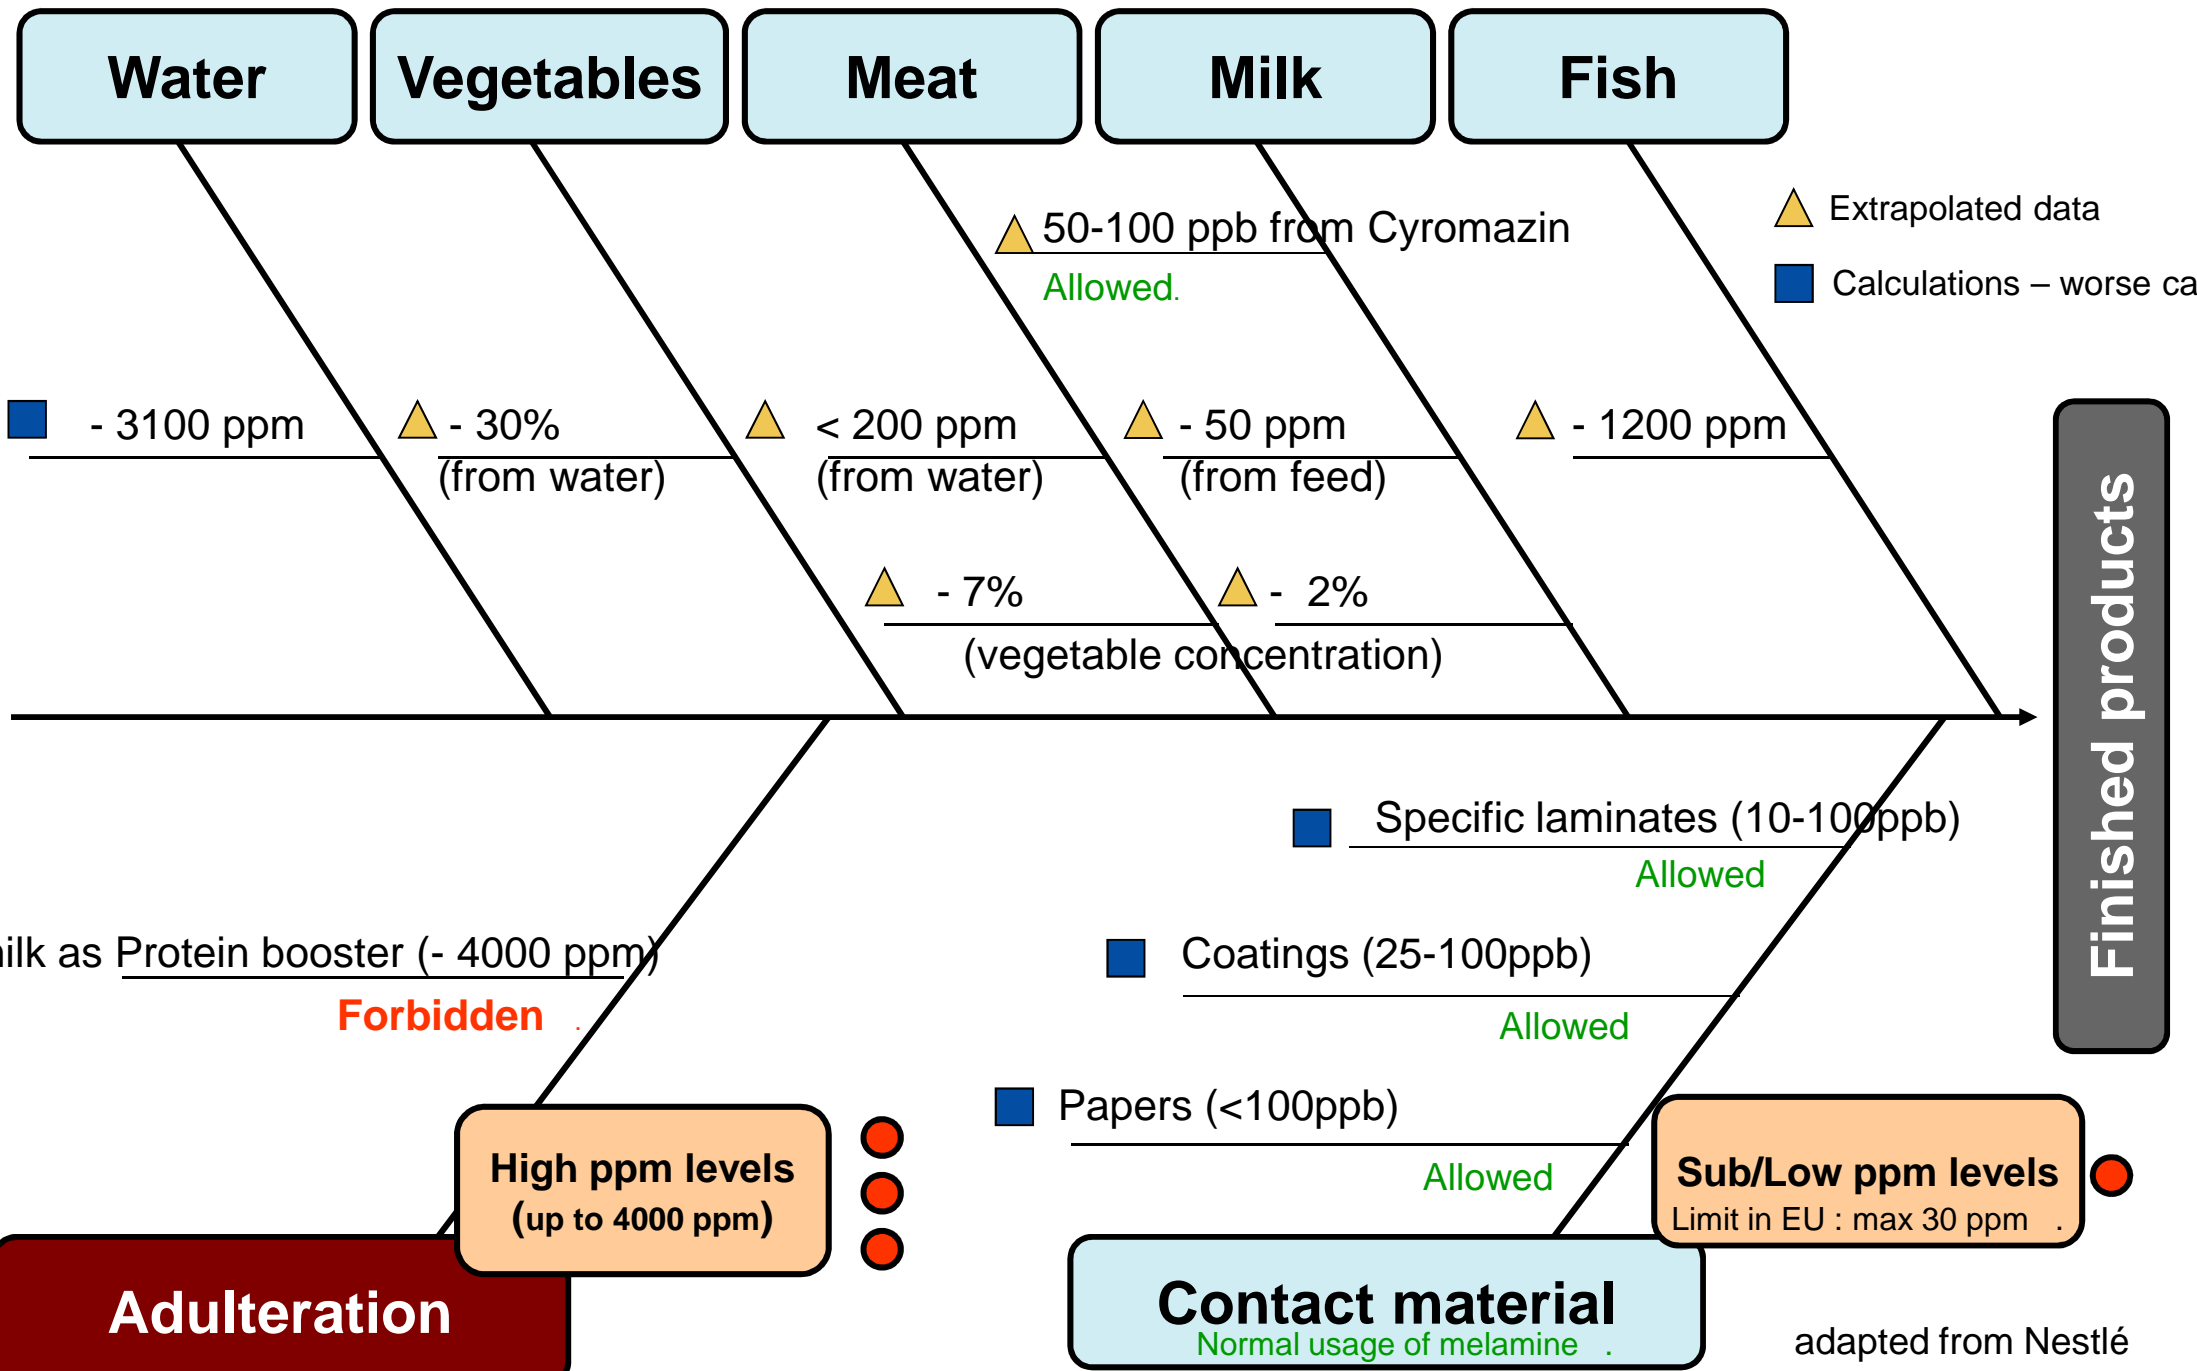 Water
Vegetables
Meat
Milk
Fish
Extrapolated data
Calculations – worse
50-100 ppb from Cyromazin
Allowed.
- 3100 ppm
- 30%
(from water)
< 200 ppm
(from water)
- 50 ppm
(from feed)
- 1200 ppm
- 7%
- 2%
(vegetable concentration)
Finished products
Specific laminates (10-100ppb)
Allowed
as Protein booster (- 4000 ppm)
Forbidden .
Coatings (25-100ppb)
Allowed
Papers (<100ppb)
Allowed
High ppm levels
(up to 4000 ppm)
Sub/Low ppm levels
Limit in EU : max 30 ppm .
Adulteration
Contact material
Normal usage of melamine .
adapted from Nestlé